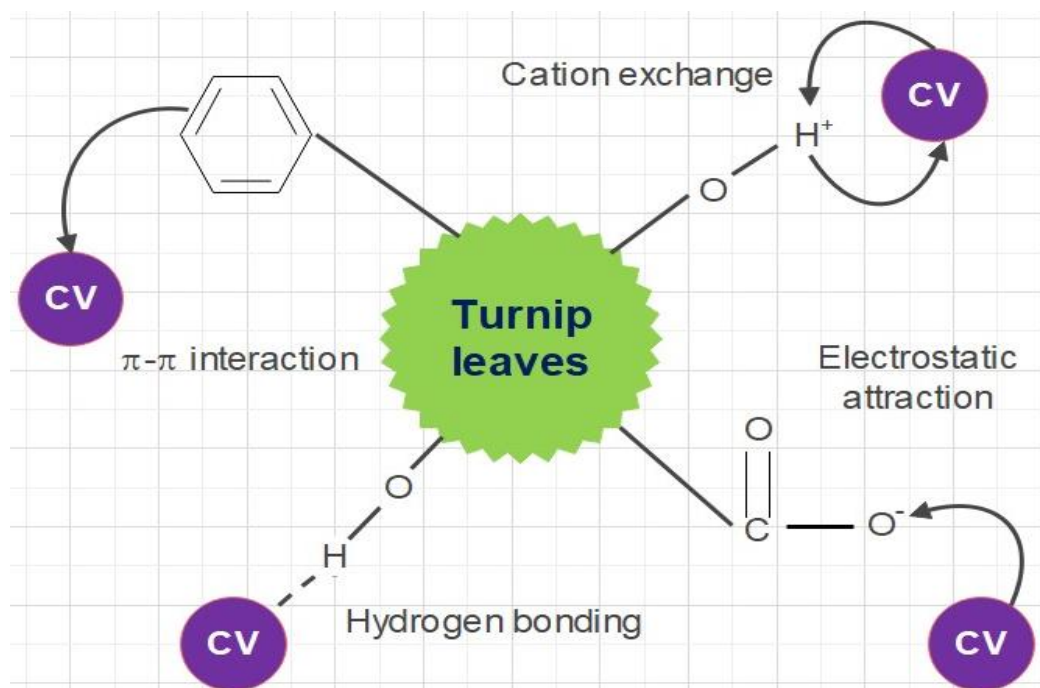 Cation exchange
CV
H⁺
O
CV
Turnip
leaves
π-π interaction
Electrostatic
attraction
O
O
C
O⁻
H
Hydrogen bonding
CV
CV